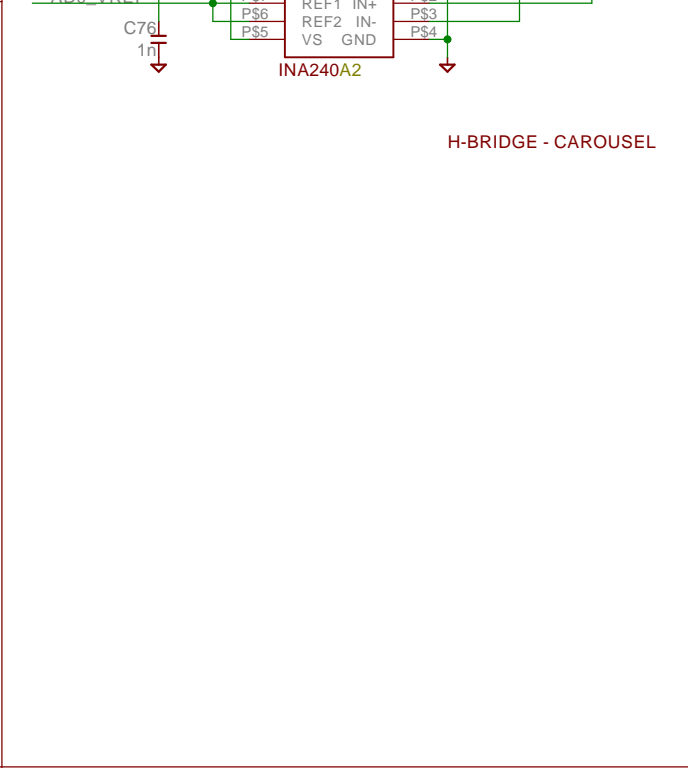 REF1 IN+
C76
P$6 REF2 IN- P$3
P$5 VS GND P$4
1n
INA240A2
H-BRIDGE - CAROUSEL